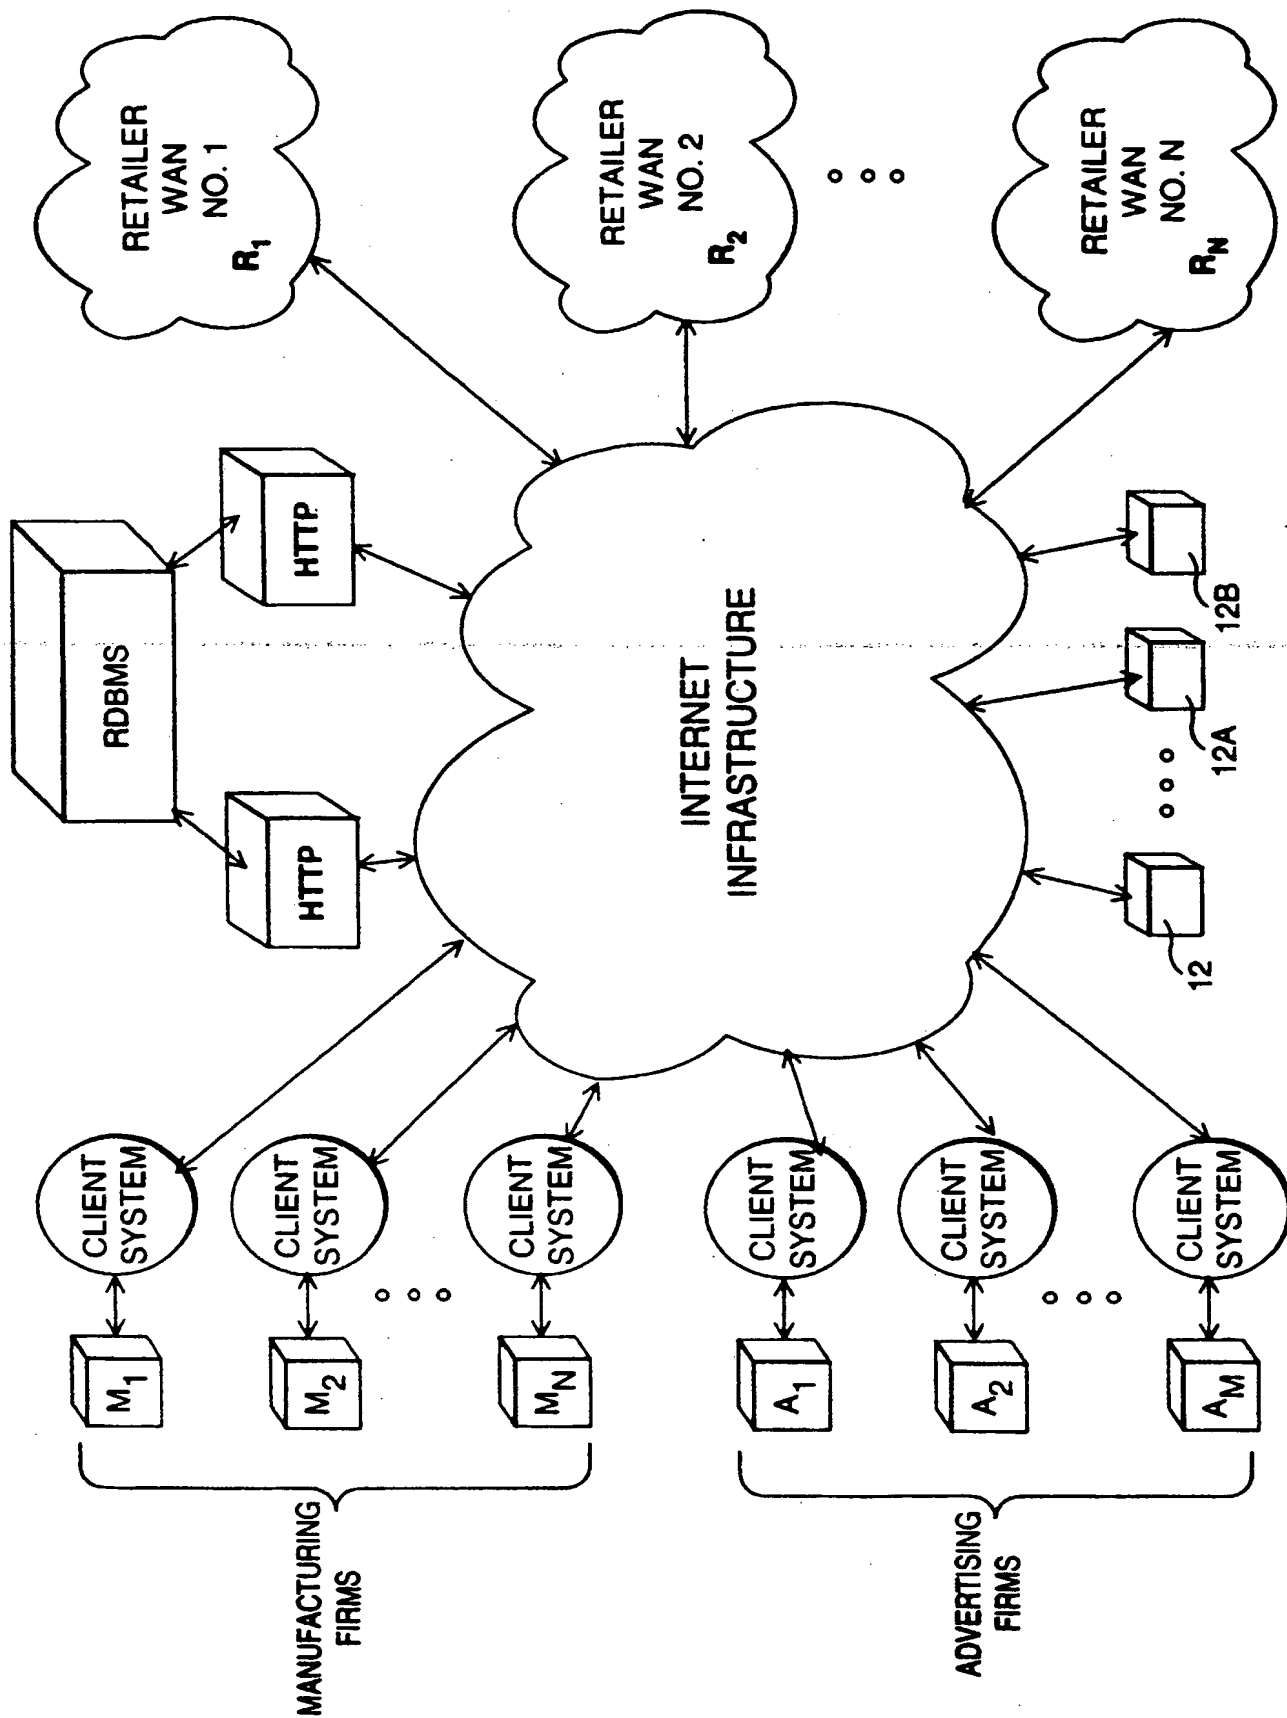 RDBMS
HTTP
HTTP
MANUFACTURING
FIRMS
M1
CLIENT
SYSTEM
M2
CLIENT
SYSTEM
MN
CLIENT
SYSTEM
ADVERTISING
FIRMS
A1
CLIENT
SYSTEM
A2
CLIENT
SYSTEM
AM
CLIENT
SYSTEM
INTERNET
INFRASTRUCTURE
RETAILER
WAN
NO. 1
R1
RETAILER
WAN
NO. 2
R2
RETAILER
WAN
NO. N
RN
12
12A
12B